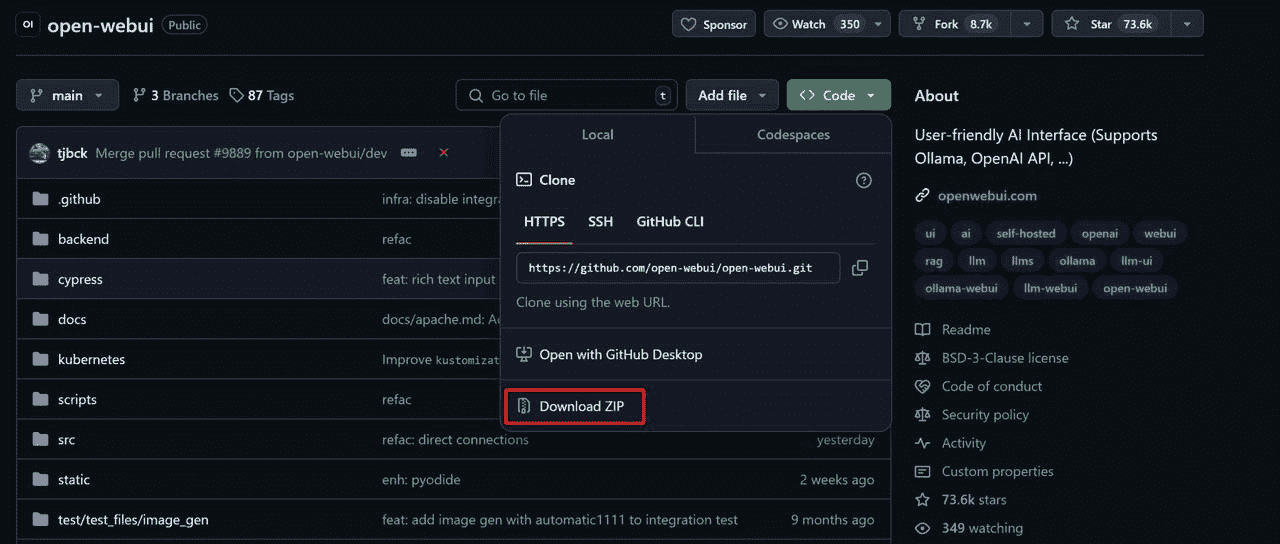 OI open-webui Public Sponsor Watch 350 Fork 8.7k Star 73.6k
main 3 Branches 87 Tags Go to file t Add file Code
tjbck Merge pull request #9889 from open-webui/dev
.github infra: disable integra
backend refac
cypress feat: rich text input
docs docs/apache.md: Ac
kubernetes Improve kustomizat
scripts refac
src refac: direct connections yesterday
static enh: pyodide 2 weeks ago
test/test_files/image_gen feat: add image gen with automatic1111 to integration test 9 months ago
Local Codespaces
Clone
HTTPS SSH GitHub CLI
https://github.com/open-webui/open-webui.git
Clone using the web URL.
Open with GitHub Desktop
Download ZIP
About
User-friendly AI Interface (Supports
Ollama, OpenAI API, ...)
openwebui.com
ui ai self-hosted openai webui
rag llm llms ollama llm-ui
ollama-webui llm-webui open-webui
Readme
BSD-3-Clause license
Code of conduct
Security policy
Activity
Custom properties
73.6k stars
349 watching